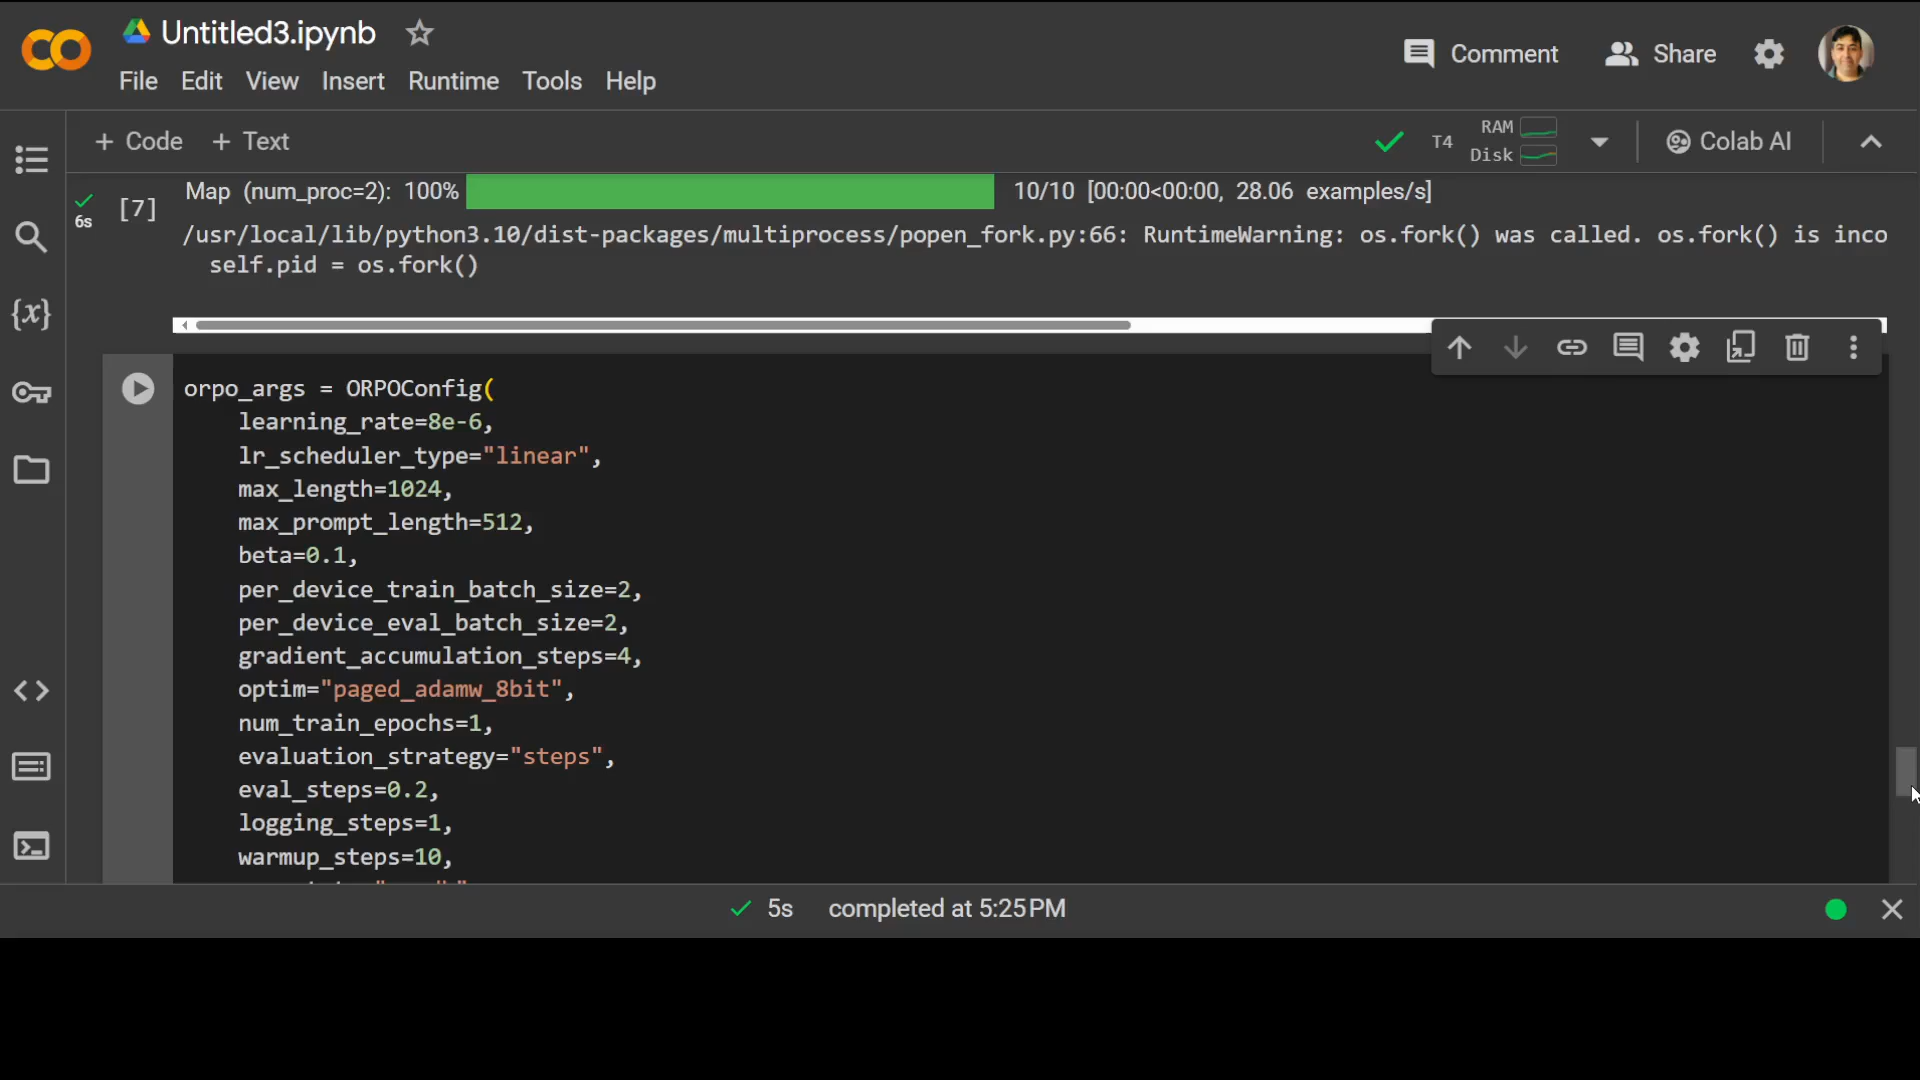 Untitled3.ipynb
Comment
Share
File Edit View Insert Runtime Tools Help
+ Code + Text
T4
RAM
Disk
Colab AI
6s
[7]
Map (num_proc=2): 100% 10/10 [00:00<00:00, 28.06 examples/s]
/usr/local/lib/python3.10/dist-packages/multiprocess/popen_fork.py:66: RuntimeWarning: os.fork() was called. os.fork() is inco
self.pid = os.fork()
{x}
orpo_args = ORPOConfig(
learning_rate=8e-6,
lr_scheduler_type="linear",
max_length=1024,
max_prompt_length=512,
beta=0.1,
per_device_train_batch_size=2,
per_device_eval_batch_size=2,
gradient_accumulation_steps=4,
optim="paged_adamw_8bit",
num_train_epochs=1,
evaluation_strategy="steps",
eval_steps=0.2,
logging_steps=1,
warmup_steps=10,
5s completed at 5:25 PM